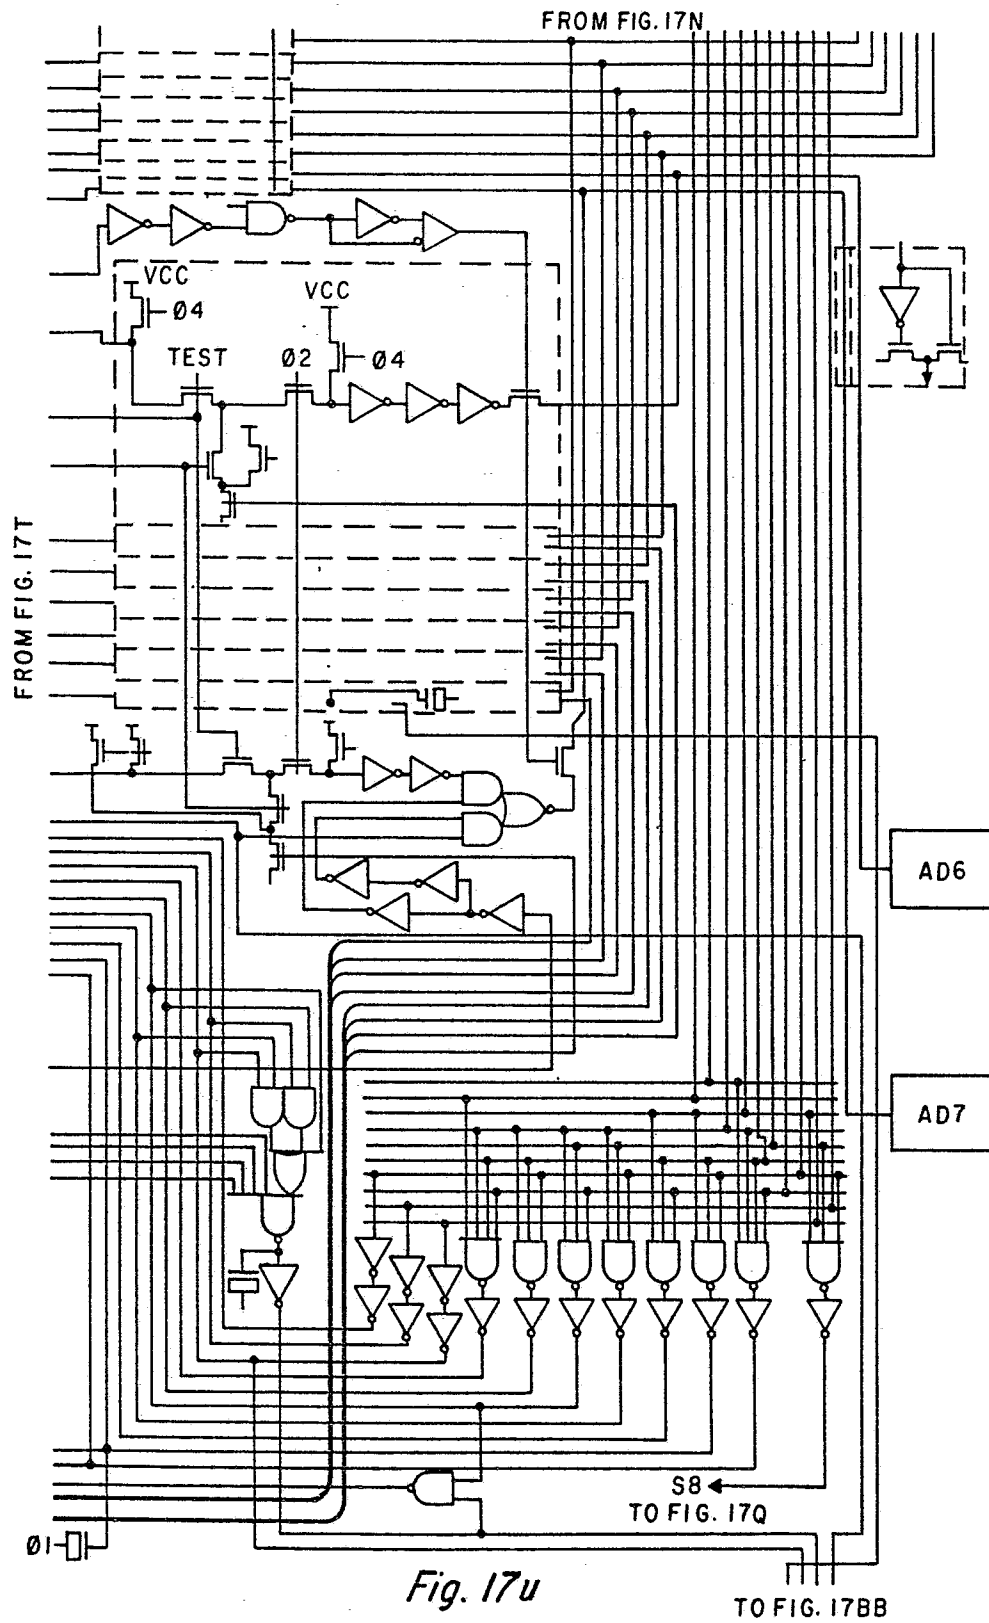 FROM FIG. 17N
VCC
Ø4
VCC
TEST
Ø2
Ø4
FROM FIG. 17T
AD6
AD7
S8
TO FIG. 17Q
Ø1
Fig. 17u
TO FIG. 17BB